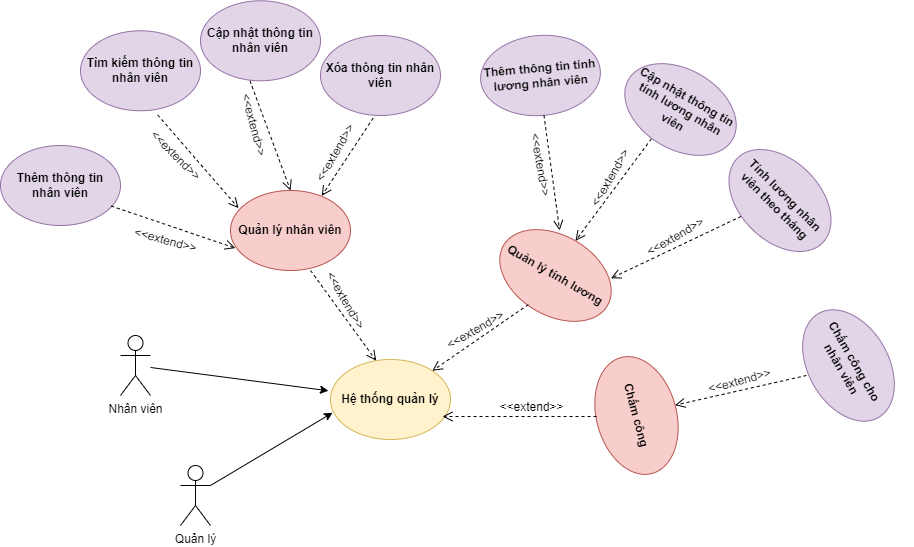 Cập nhật thông tin
nhân viên
Tìm kiếm thông tin
nhân viên
Xóa thông tin nhân
viên
Thêm thông tin tính
lương nhân viên
Cập nhật thông tin
tính lương nhân
viên
<<extend>>
<<extend>>
<<extend>>
<<extend>>
<<extend>>
Thêm thông tin
nhân viên
Tính lương nhân
viên theo tháng
<<extend>>
<<extend>>
<<extend>>
Quản lý nhân viên
Quản lý tính lương
<<extend>>
<<extend>>
Chấm công cho
nhân viên
<<extend>>
Nhân viên
Hệ thống quản lý
<<extend>>
Chấm công
Quản lý